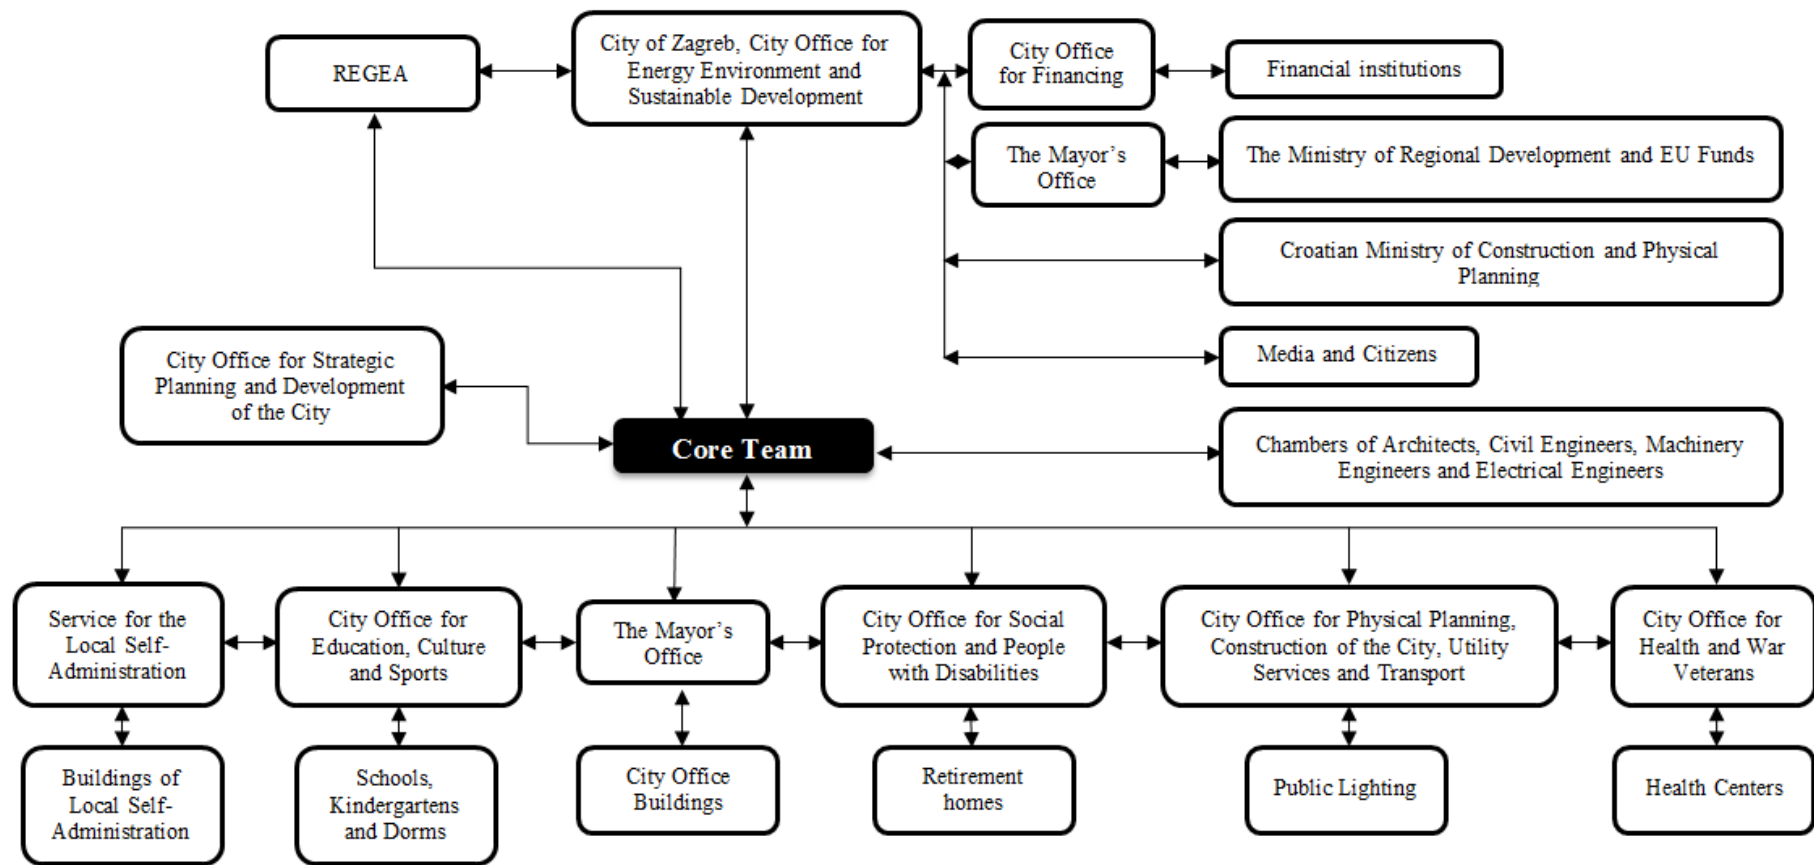 REGEA
City of Zagreb, City Office for
Energy Environment and
Sustainable Development
City Office
for Financing
Financial institutions
The Mayor's
Office
The Ministry of Regional Development and EU Funds
Croatian Ministry of Construction and Physical
Planning
Media and Citizens
City Office for Strategic
Planning and Development
of the City
Core Team
Chambers of Architects, Civil Engineers, Machinery
Engineers and Electrical Engineers
Service for the
Local Self-
Administration
City Office for
Education, Culture
and Sports
The Mayor's
Office
City Office for Social
Protection and People
with Disabilities
City Office for Physical Planning,
Construction of the City, Utility
Services and Transport
City Office for
Health and War
Veterans
Buildings of
Local Self-
Administration
Schools,
Kindergartens
and Dorms
City Office
Buildings
Retirement
homes
Public Lighting
Health Centers